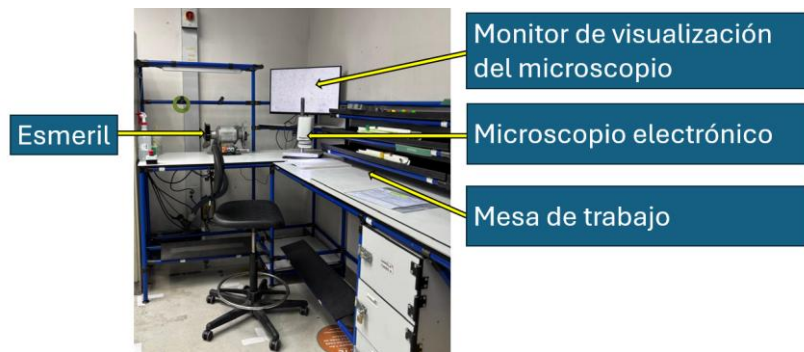 Monitor de visualización
del microscopio
Esmeril
Microscopio electrónico
Mesa de trabajo